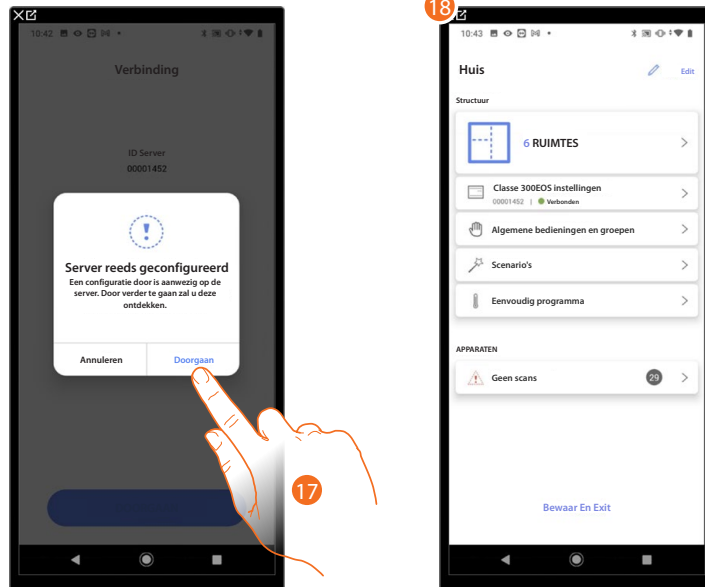 10:42
Verbinding
ID Server
00001452
Server reeds geconfigureerd
Een configuratie door is aanwezig op de
server. Door verder te gaan zal u deze
ontdekken.
Annuleren Doorgaan
17
18
10:43
Huis Edit
Structuur
6 RUIMTES
Classe 300EOS instellingen
00001452 | Verbonden
Algemene bedieningen en groepen
Scenario's
Eenvoudig programma
APPARATEN
Geen scans 29
Bewaar En Exit